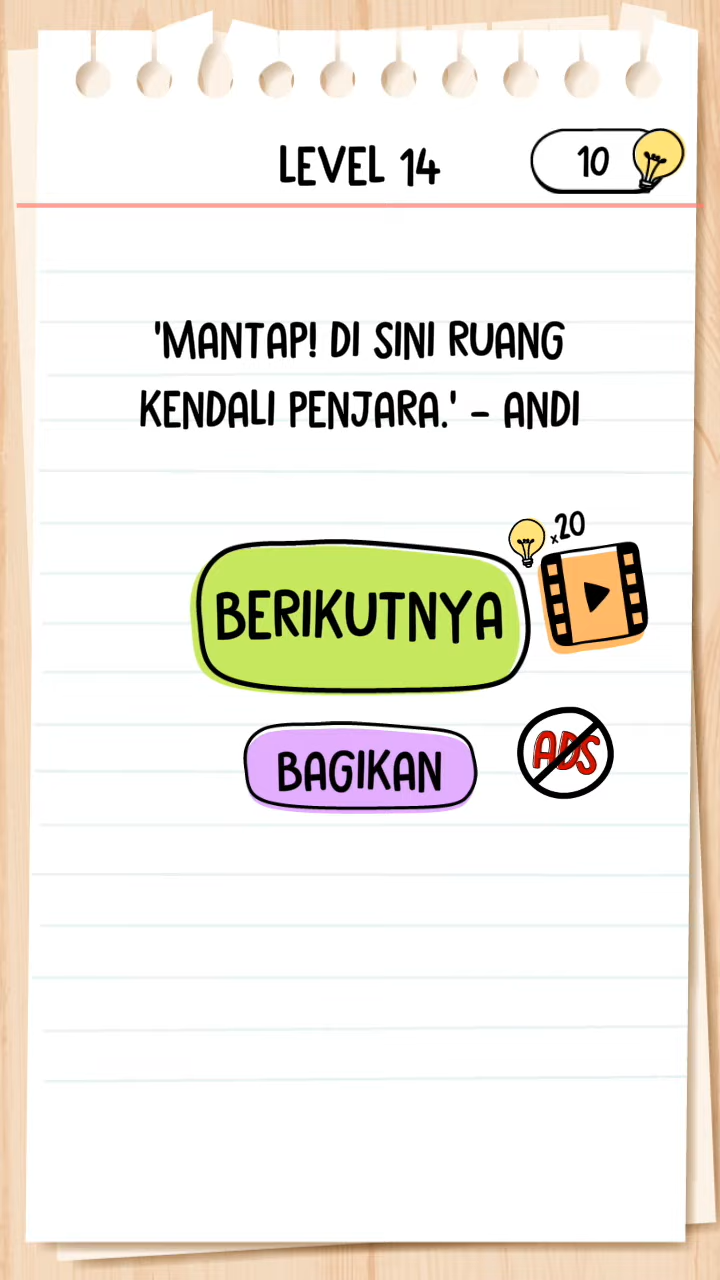 LEVEL 14
10
'MANTAP! DI SINI RUANG
KENDALI PENJARA.' - ANDI
x20
BERIKUTNYA
ADS
BAGIKAN